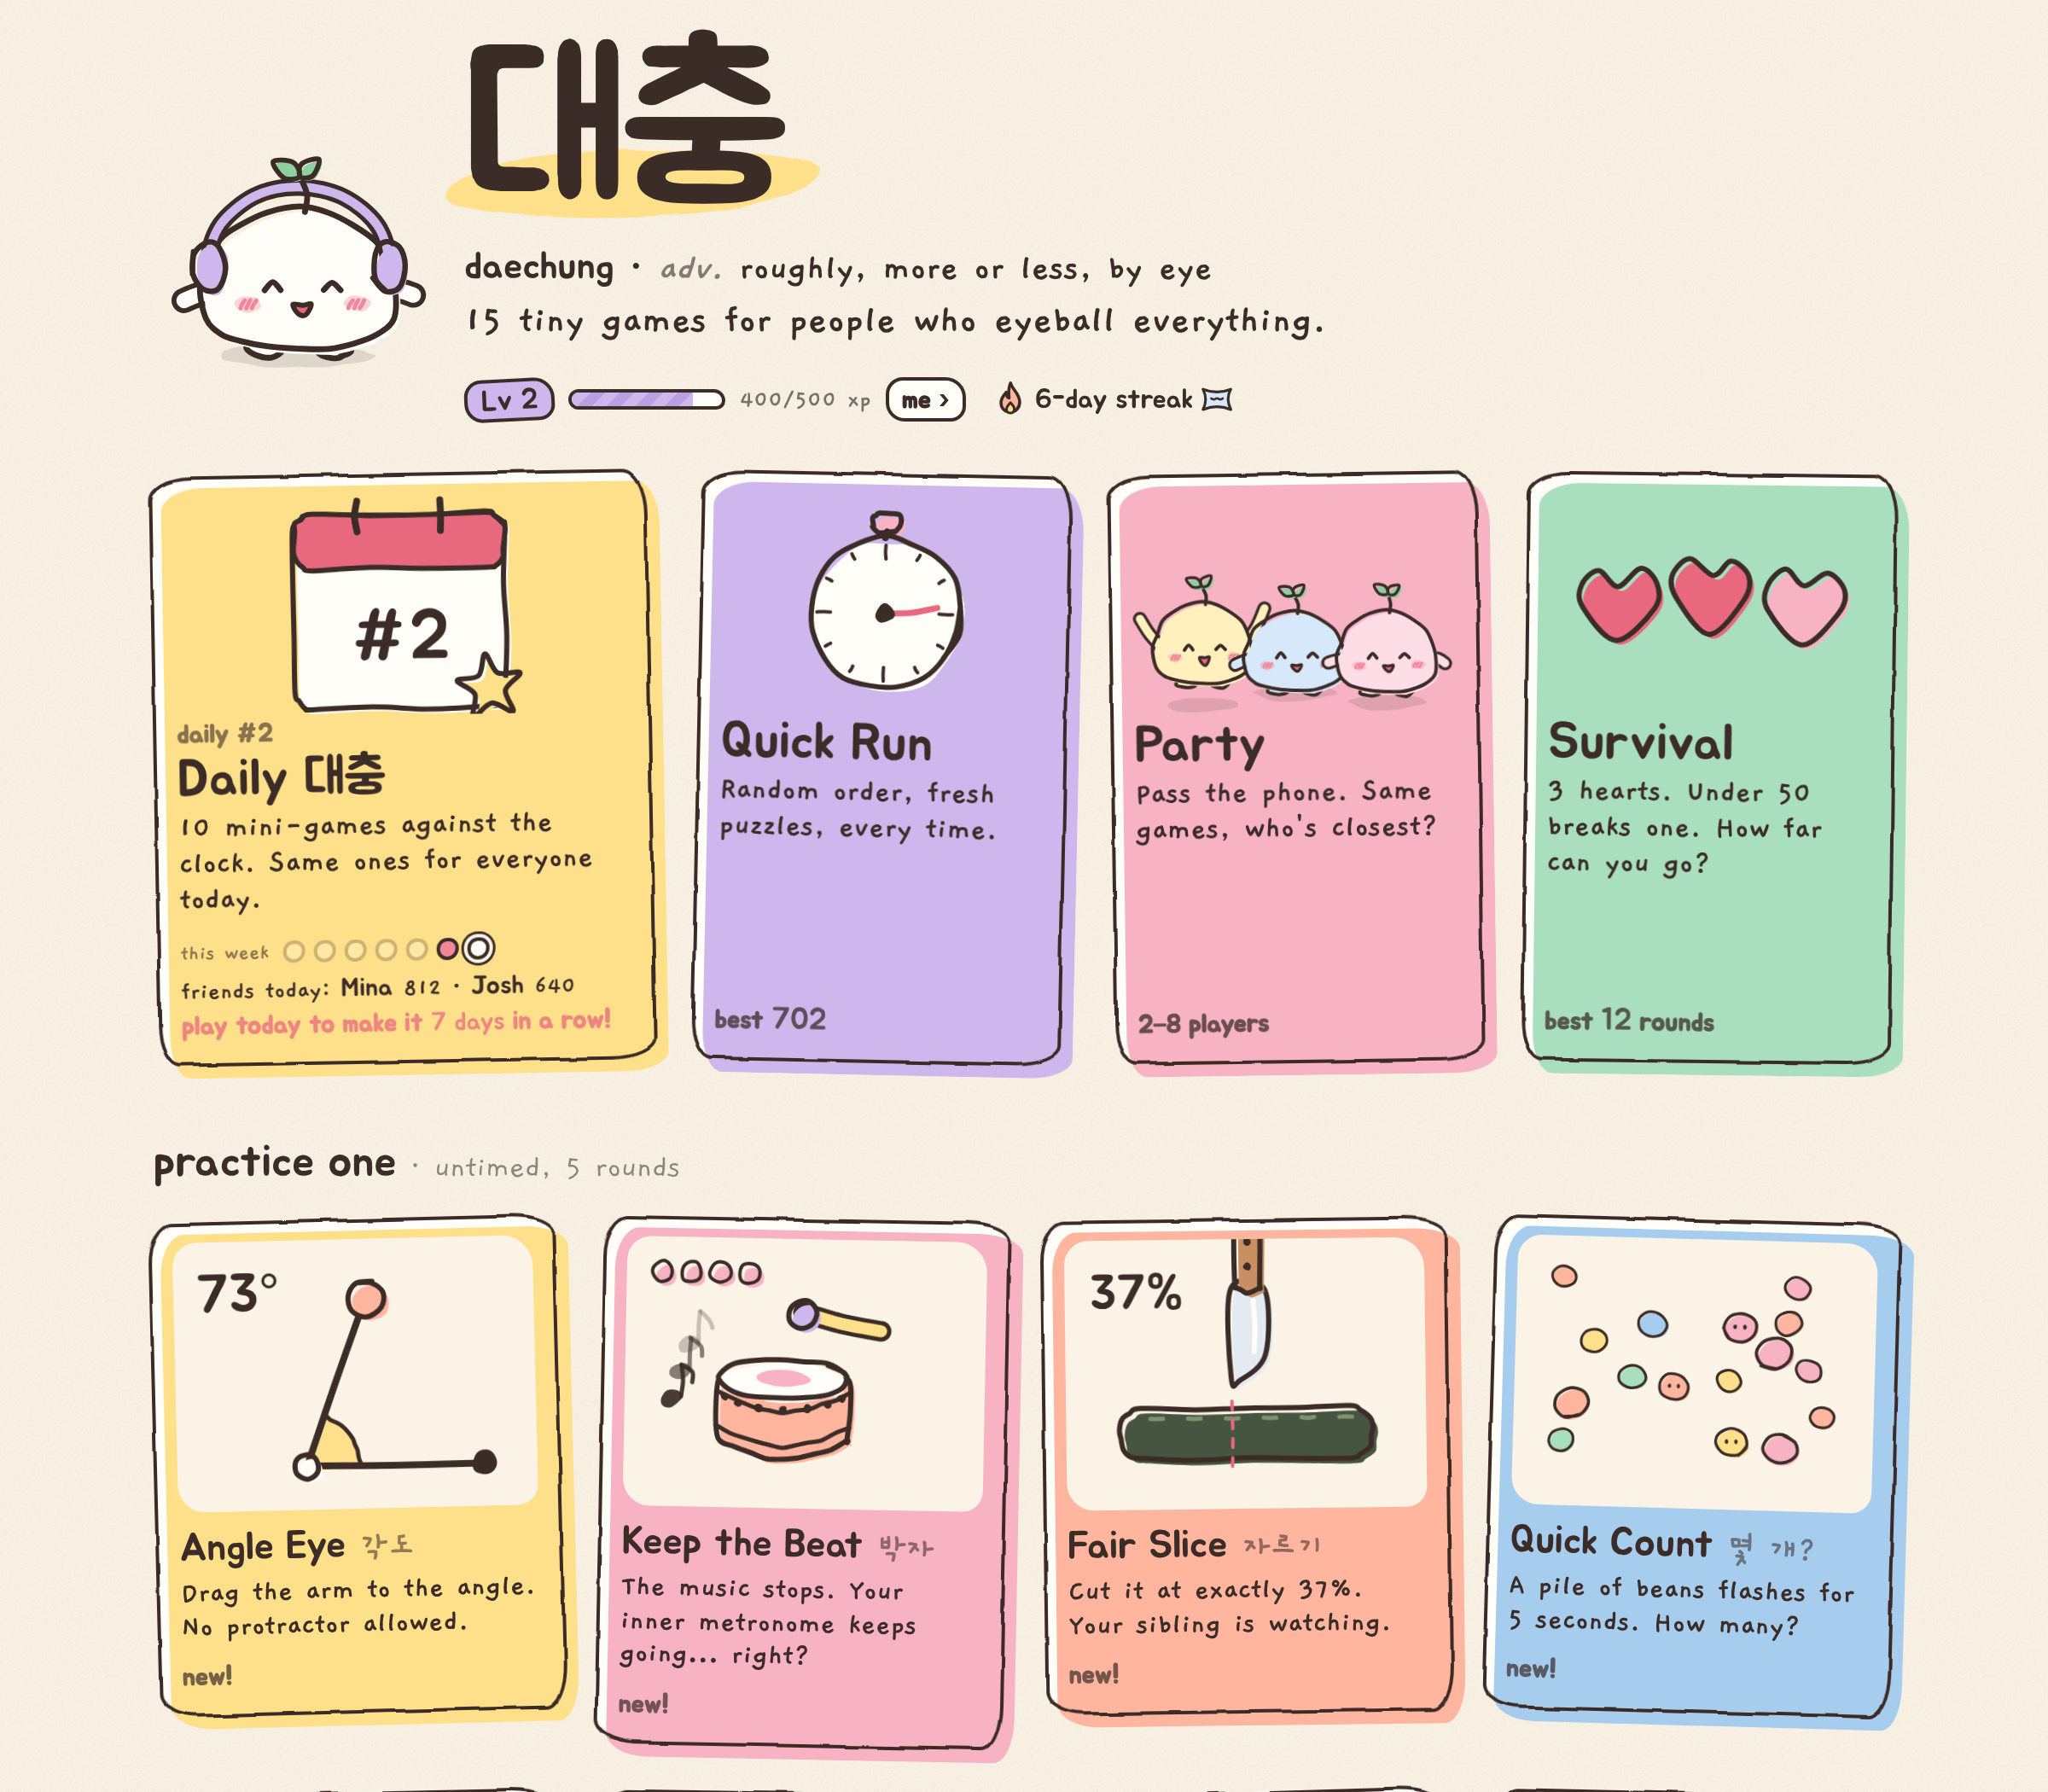 대충
daechung · adv. roughly, more or less, by eye
15 tiny games for people who eyeball everything.
Lv 2 400/500 xp me › 6-day streak
#2
daily #2
Daily 대충
10 mini-games against the
clock. Same ones for everyone
today.
this week
friends today: Mina 812 · Josh 640
play today to make it 7 days in a row!
Quick Run
Random order, fresh
puzzles, every time.
best 702
Party
Pass the phone. Same
games, who's closest?
2-8 players
Survival
3 hearts. Under 50
breaks one. How far
can you go?
best 12 rounds
practice one · untimed, 5 rounds
73°
Angle Eye 각도
Drag the arm to the angle.
No protractor allowed.
new!
Keep the Beat 박자
The music stops. Your
inner metronome keeps
going... right?
new!
37%
Fair Slice 자르기
Cut it at exactly 37%.
Your sibling is watching.
new!
Quick Count 몇 개?
A pile of beans flashes for
5 seconds. How many?
new!